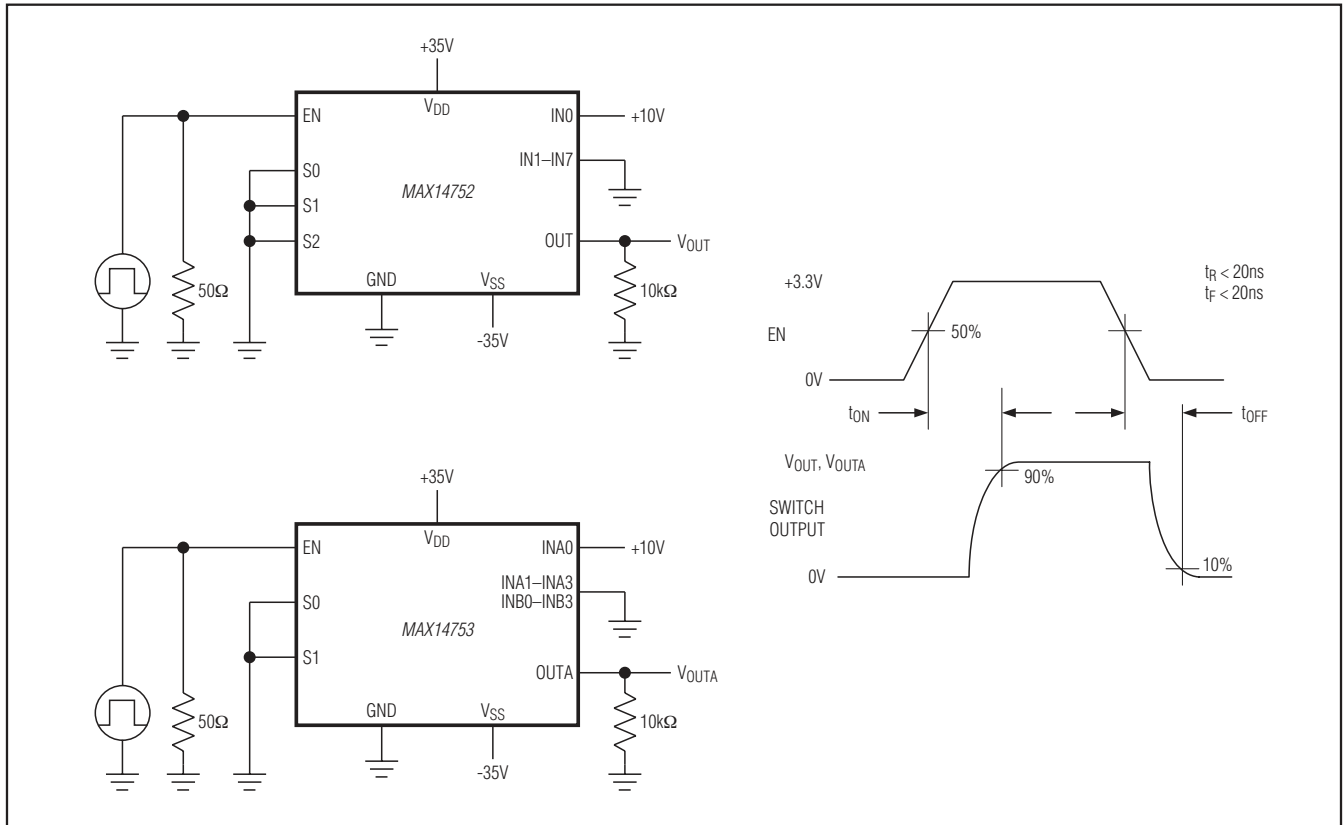 +35V
VDD
EN
IN0
+10V
IN1–IN7
S0
S1
S2
MAX14752
OUT
VOUT
50Ω
GND
VSS
10kΩ
-35V
+35V
VDD
EN
INA0
+10V
INA1–INA3
INB0–INB3
S0
S1
MAX14753
OUTA
VOUTA
50Ω
GND
VSS
10kΩ
-35V
+3.3V
tR < 20ns
tF < 20ns
EN
50%
0V
tON
tOFF
VOUT, VOUTA
90%
SWITCH
OUTPUT
10%
0V